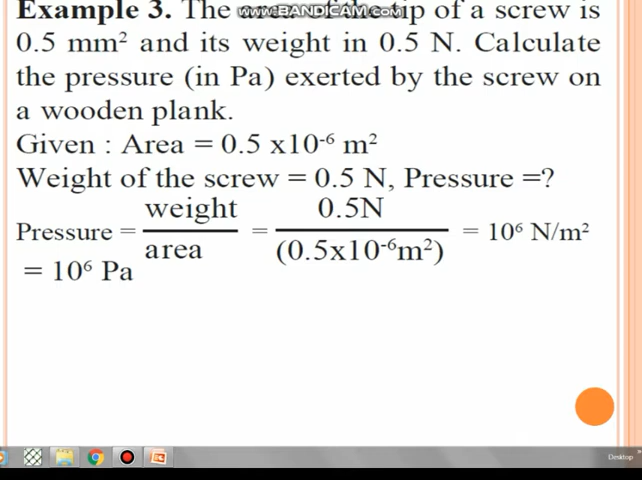 www.BANDICAM.com
Example 3. The tip of a screw is
0.5 mm² and its weight in 0.5 N. Calculate
the pressure (in Pa) exerted by the screw on
a wooden plank.
Given : Area = 0.5 x10⁻⁶ m²
Weight of the screw = 0.5 N, Pressure =?
Pressure = weight / area = 0.5N / (0.5x10⁻⁶m²) = 10⁶ N/m²
= 10⁶ Pa
Desktop